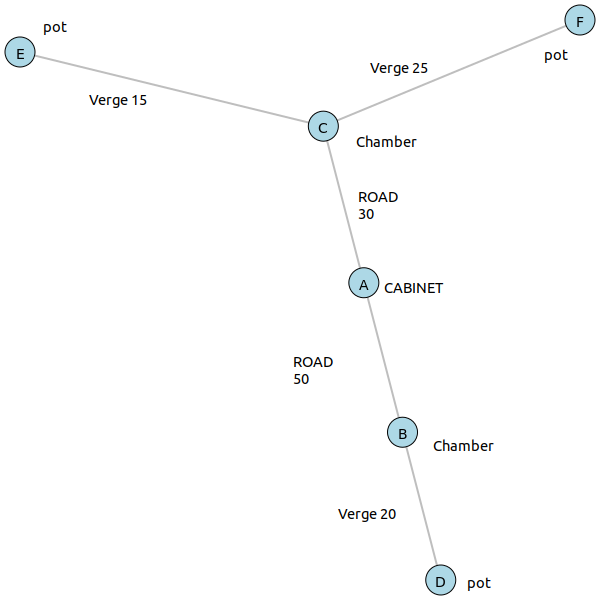 F
pot
E
pot
Verge 25
Verge 15
C
Chamber
ROAD
30
A
CABINET
ROAD
50
B
Chamber
Verge 20
D
pot